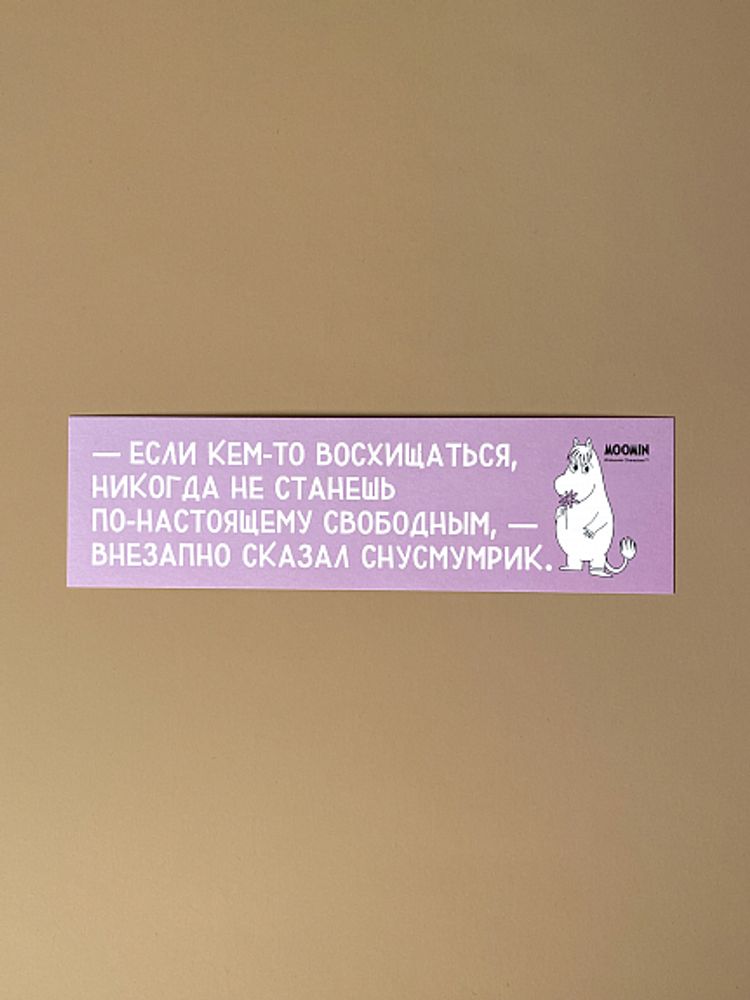 — ЕСЛИ КЕМ-ТО ВОСХИЩАТЬСЯ,
НИКОГДА НЕ СТАНЕШЬ
ПО-НАСТОЯЩЕМУ СВОБОДНЫМ, —
ВНЕЗАПНО СКАЗАЛ СНУСМУМРИК.
MOOMIN